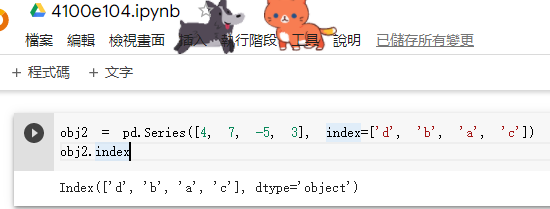 4100e104.ipynb
檔案 編輯 檢視畫面 插入 執行階段 工具 說明 已儲存所有變更
+ 程式碼 + 文字
obj2 = pd.Series([4, 7, -5, 3], index=['d', 'b', 'a', 'c'])
obj2.index
Index(['d', 'b', 'a', 'c'], dtype='object')